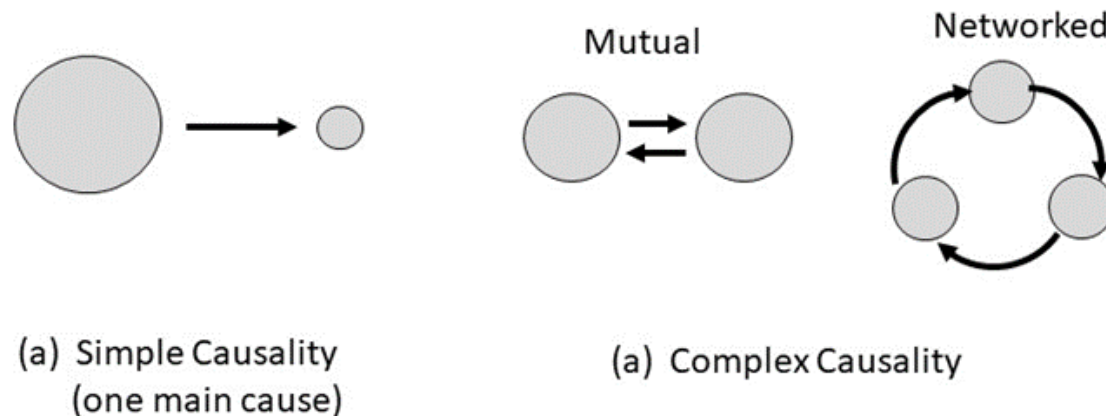 Mutual
Networked
(a) Simple Causality
(one main cause)
(a) Complex Causality